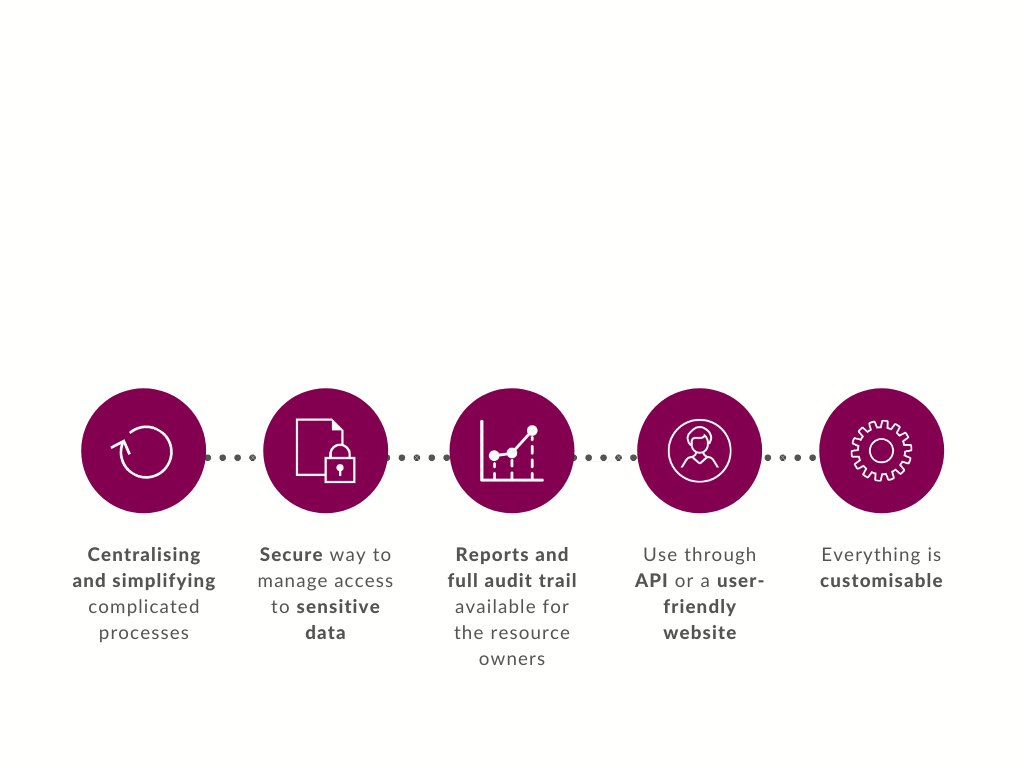 Centralising
and simplifying
complicated
processes
Secure way to
manage access
to sensitive
data
Reports and
full audit trail
available for
the resource
owners
Use through
API or a user-
friendly
website
Everything is
customisable